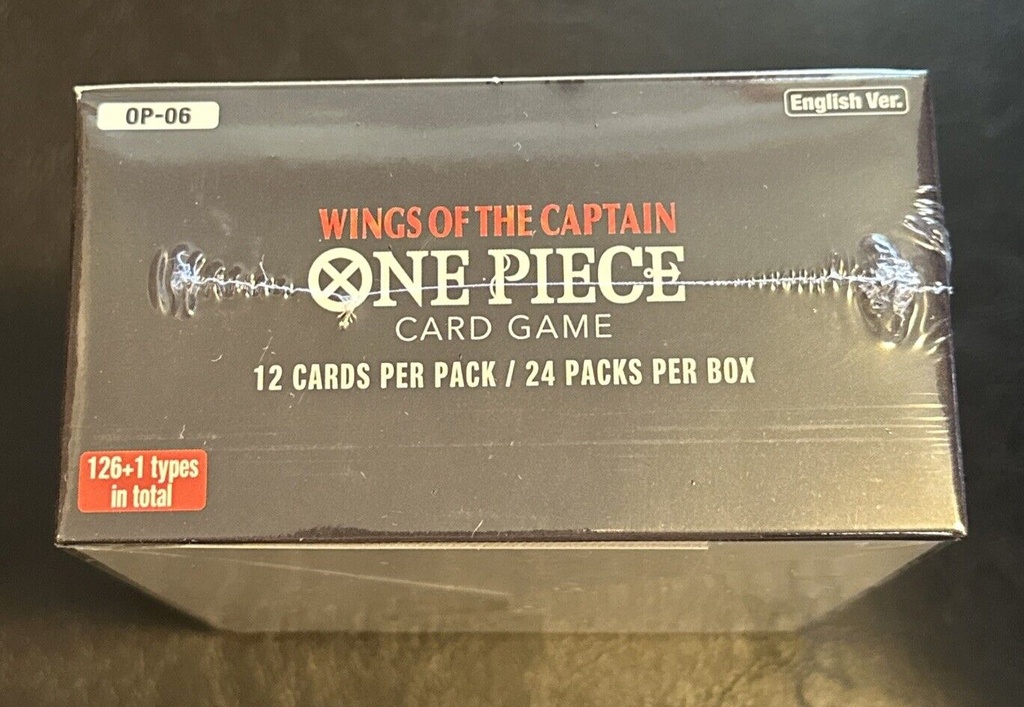 OP-06
English Ver.
WINGS OF THE CAPTAIN
ONE PIECE
CARD GAME
12 CARDS PER PACK / 24 PACKS PER BOX
126+1 types
in total